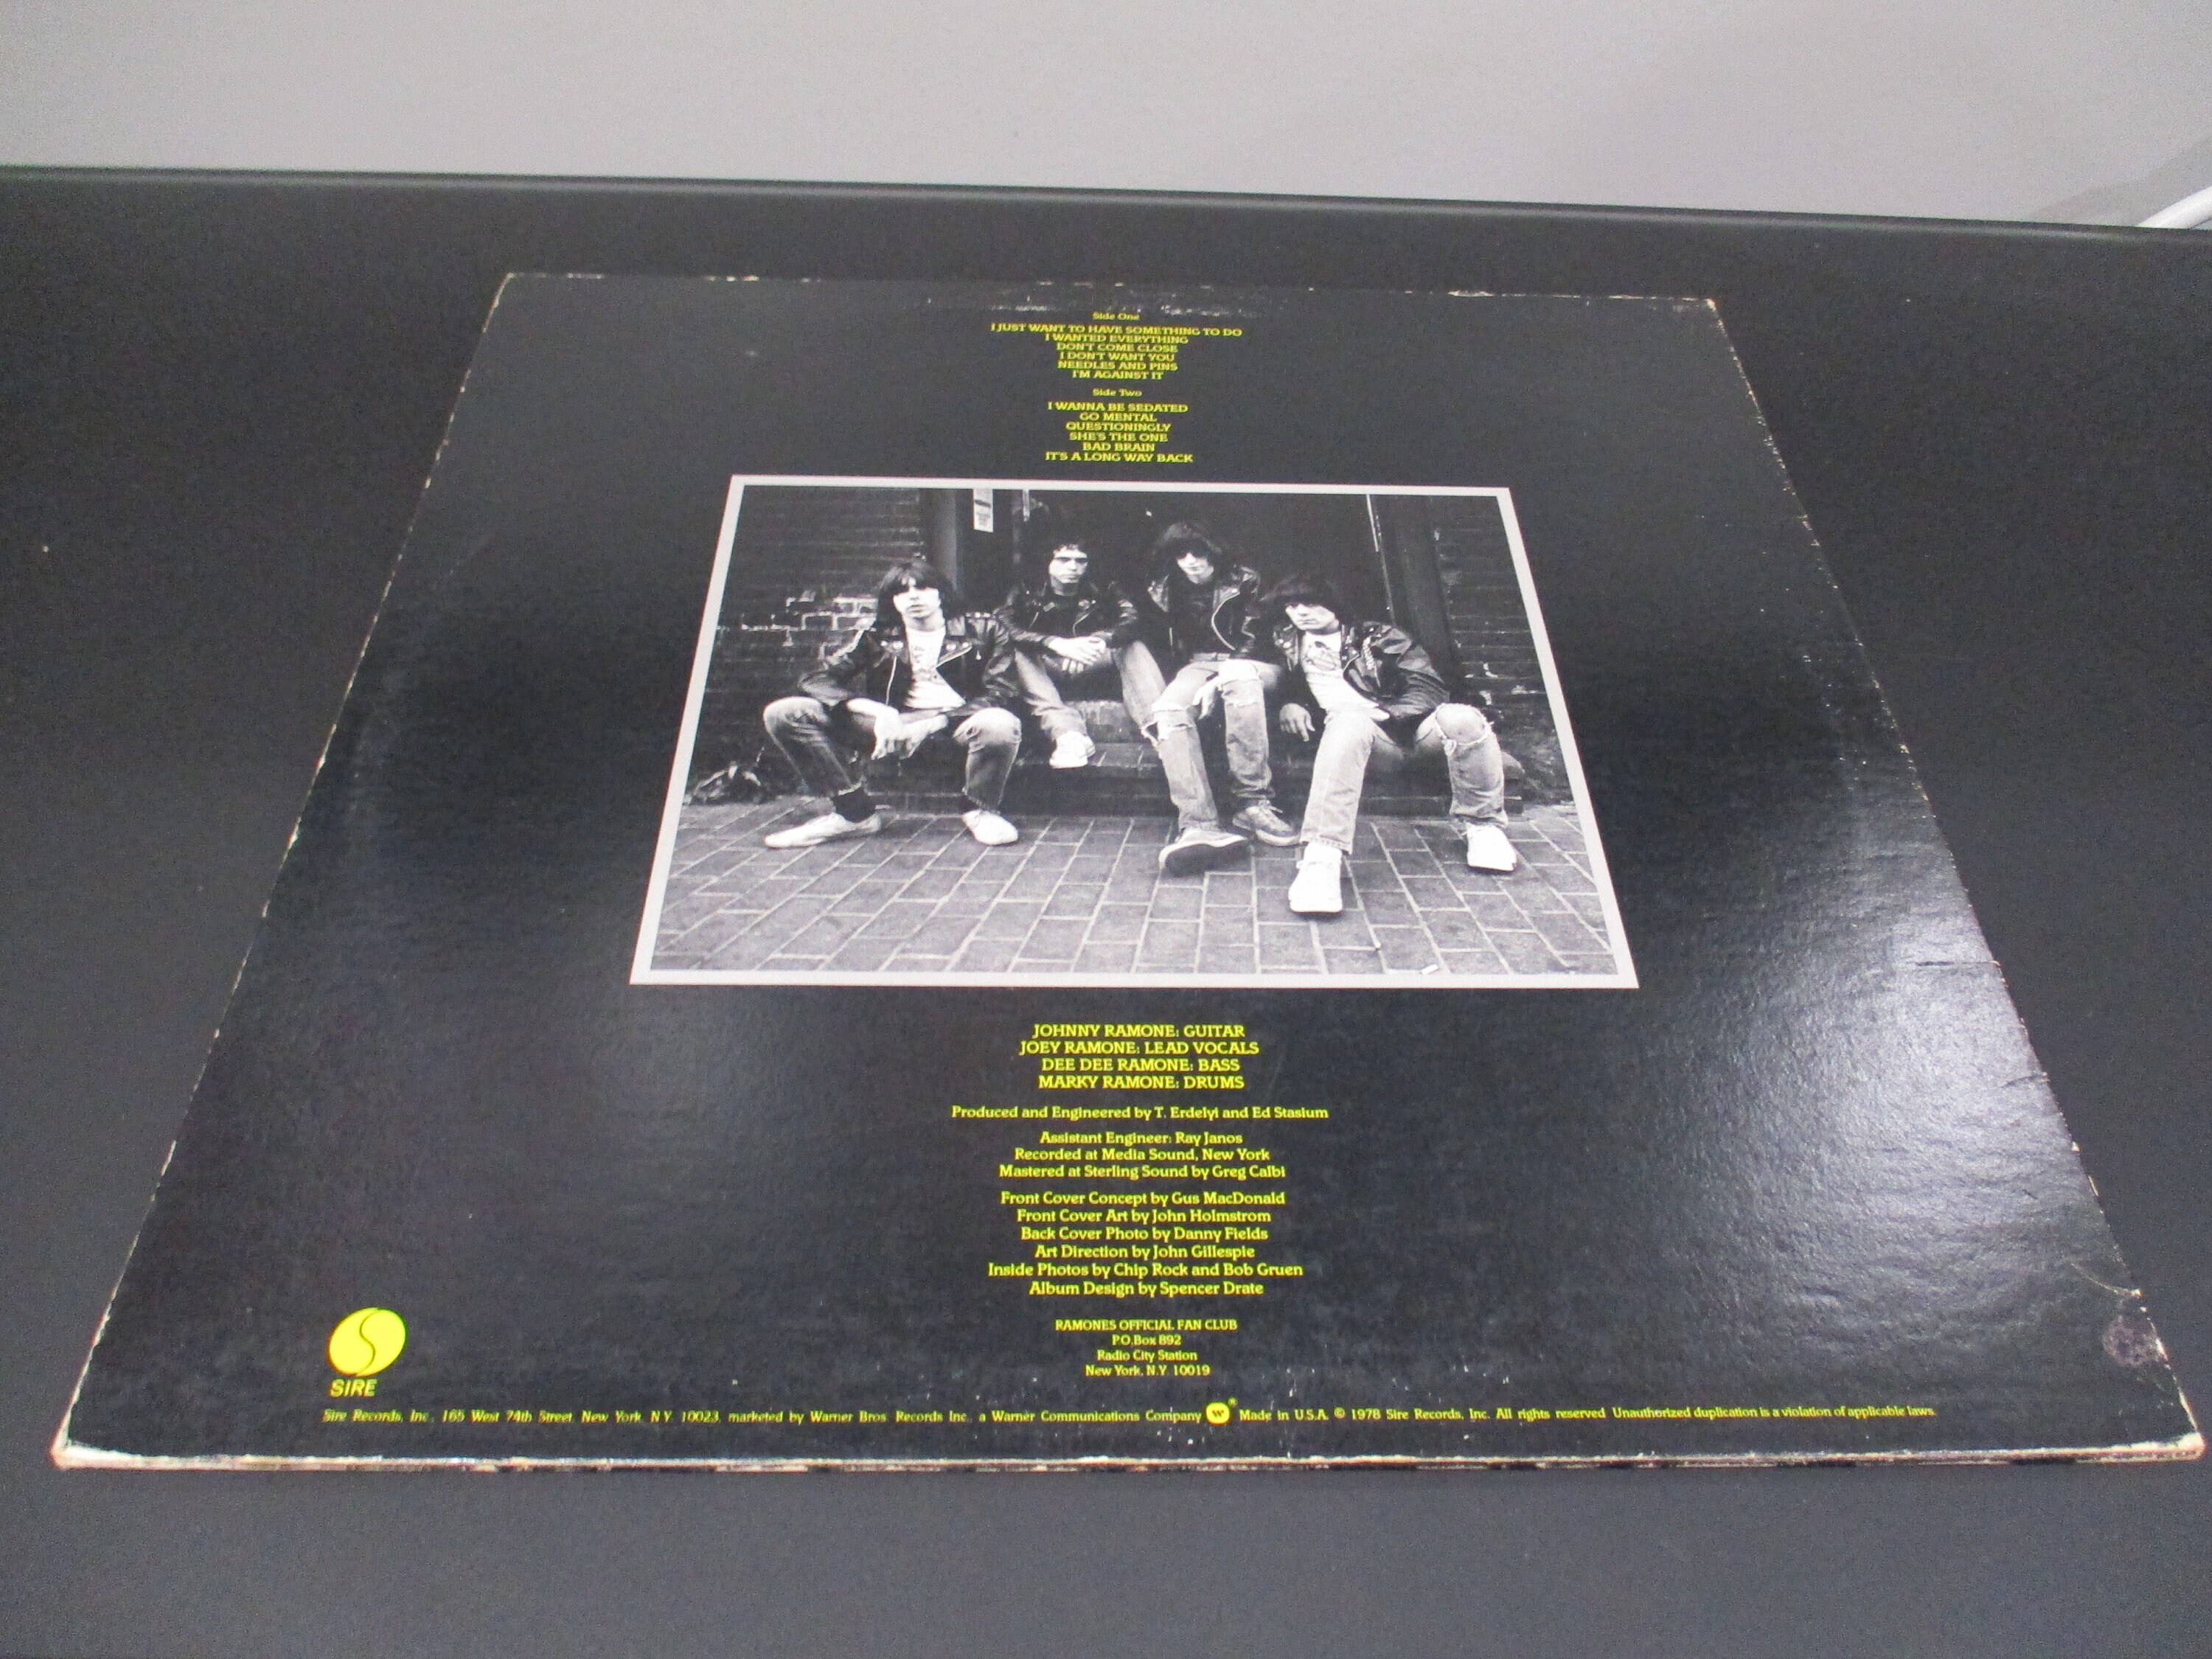 Side One
I JUST WANT TO HAVE SOMETHING TO DO
I WANTED EVERYTHING
DON'T COME CLOSE
I DON'T WANT YOU
NEEDLES AND PINS
I'M AGAINST IT
Side Two
I WANNA BE SEDATED
GO MENTAL
QUESTIONINGLY
SHE'S THE ONE
BAD BRAIN
IT'S A LONG WAY BACK
JOHNNY RAMONE: GUITAR
JOEY RAMONE: LEAD VOCALS
DEE DEE RAMONE: BASS
MARKY RAMONE: DRUMS
Produced and Engineered by T. Erdelyi and Ed Stasium
Assistant Engineer: Ray Janos
Recorded at Media Sound, New York
Mastered at Sterling Sound by Greg Calbi
Front Cover Concept by Gus MacDonald
Front Cover Art by John Holmstrom
Back Cover Photo by Danny Fields
Art Direction by John Gillespie
Inside Photos by Chip Rock and Bob Gruen
Album Design by Spencer Drate
RAMONES OFFICIAL FAN CLUB
P.O. Box 892
Radio City Station
New York, N.Y. 10019
SIRE
Sire Records, Inc., 165 West 74th Street, New York, N.Y. 10023, marketed by Warner Bros. Records Inc., a Warner Communications Company W ® Made in U.S.A. © 1978 Sire Records, Inc. All rights reserved Unauthorized duplication is a violation of applicable laws.